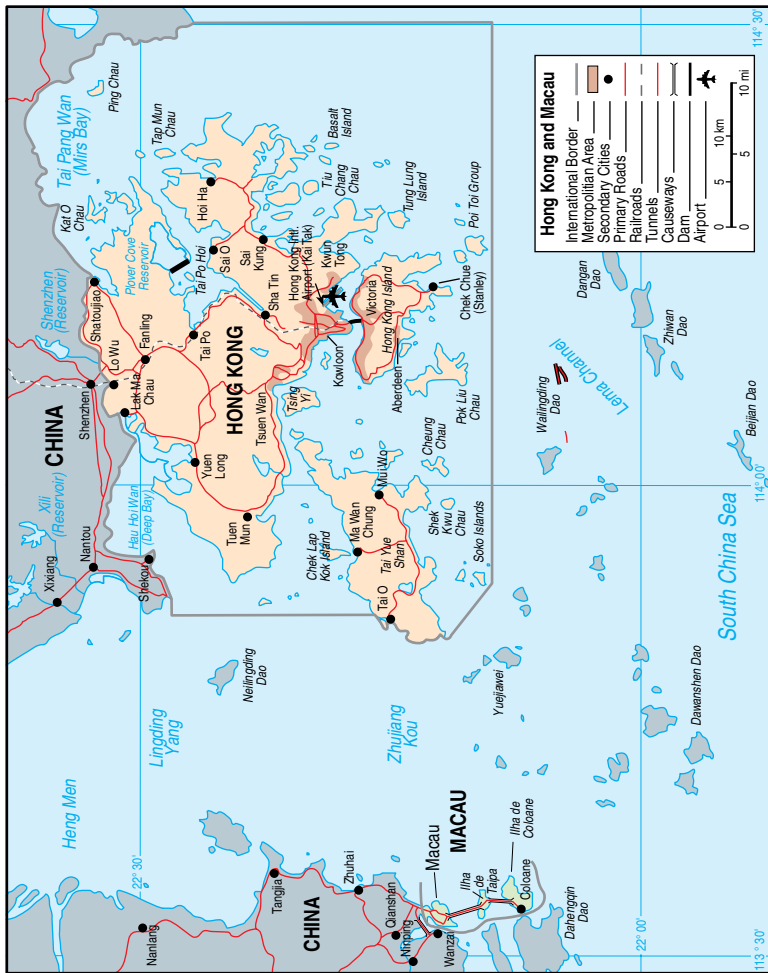 Hong Kong and Macau
International Border
Metropolitian Area
Secondary Cities
Primary Roads
Railroads
Tunnels
Causeways
Dam
Airport
0
5
10 km
0
5
10 mi
113° 30'
114° 00'
114° 30'
22° 30'
22° 00'
CHINA
Xili
(Reservoir)
Xixiang
Nantou
Shekou
Hau Hoi Wan
(Deep Bay)
Shenzhen
Shenzhen
(Reservoir)
Lo Wu
Lak Ma
Chau
Shatoujiao
Fanling
Kat O
Chau
Tai Pang Wan
(Mirs Bay)
Ping Chau
Tap Mun
Chau
Plover Cove
Reservoir
Tai Po Hoi
Tai Po
Hoi Ha
Sai O
Sai
Kung
Sha Tin
HONG KONG
Yuen
Long
Tuen
Mun
Tsuen Wan
Tsing
Yi
Hong Kong Intl.
Airport (Kai Tak)
Kwun
Tong
Kowloon
Victoria
Hong Kong Island
Aberdeen
Chek Chue
(Stanley)
Basalt
Island
Tiu
Chang
Chau
Tung Lung
Island
Poi Toi Group
Pok Liu
Chau
Cheung
Chau
Chek Lap
Kok Island
Ma Wan
Chung
Tai Yue
Sham
Tai O
Mui Wo
Shek
Kwu
Chau
Soko Islands
Heng Men
Lingding
Yang
Neilingding
Dao
Zhujiang
Kou
Yuejiawei
Dawanshen Dao
South China Sea
Beijian Dao
Wailingding
Dao
Lema Channel
Zhiwan
Dao
Dangan
Dao
Nanlang
Tangjia
CHINA
Zhuhai
Qianshan
Ninping
Wanzai
Macau
MACAU
Ilha
de
Taipa
Ilha de
Coloane
Coloane
Dahengqin
Dao